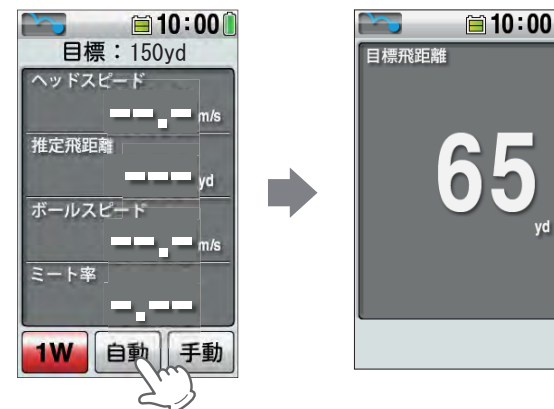 10:00
目標：150yd
ヘッドスピード
--.- m/s
推定飛距離
--- yd
ボールスピード
--.- m/s
ミート率
-.--
1W 自動 手動
10:00
目標飛距離
65
yd